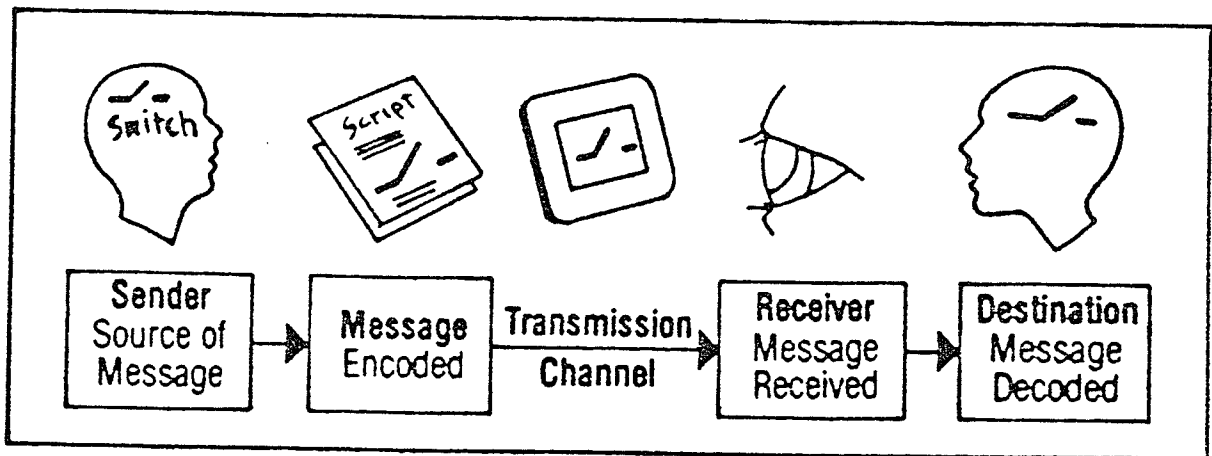 Switch
Script
Sender
Source of
Message
Message
Encoded
Transmission
Channel
Receiver
Message
Received
Destination
Message
Decoded